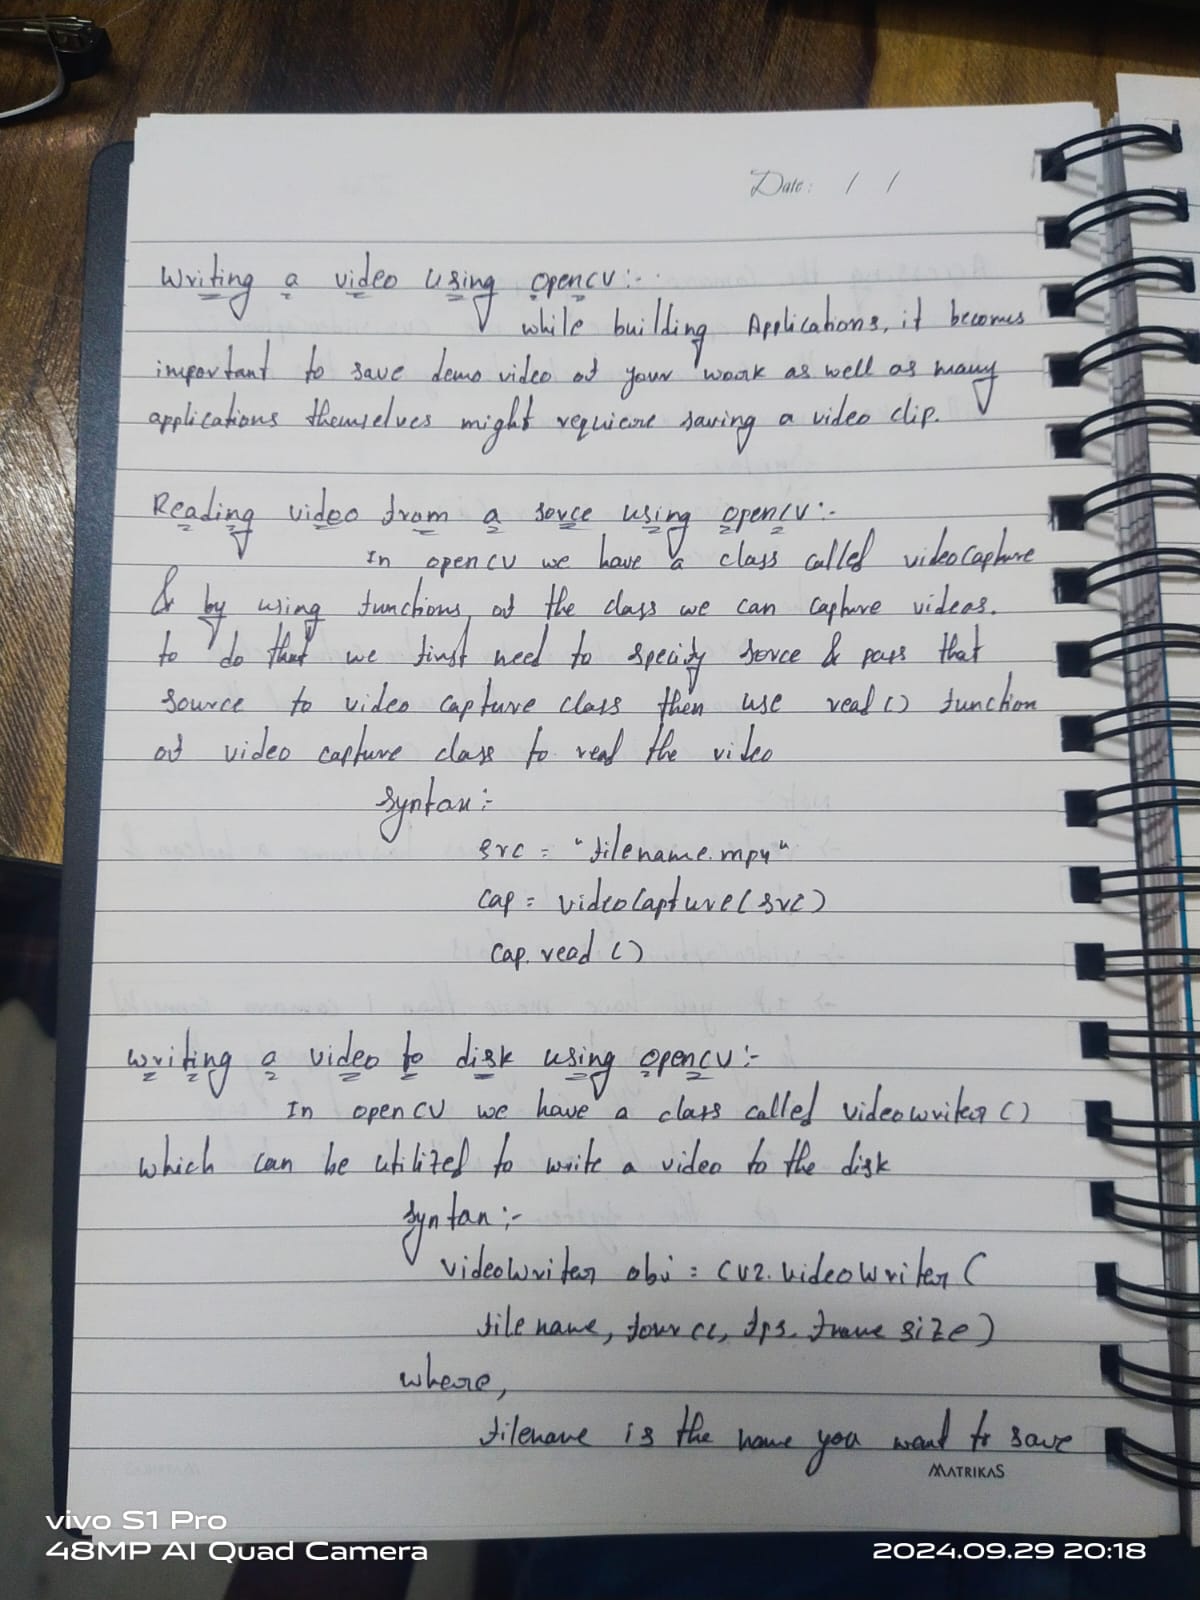 Date: / /
Writing a video using opencv:-
while building Applications, it becomes
important to save demo video of your work as well as many
applications themselves might requiere saving a video clip.
Reading video from a sorce using opencv:-
In opencv we have a class called videoCapture
& by using functions of the class we can capture videos.
to do that we first need to specify sorce & pass that
source to video capture class then use read() function
of video capture class to read the video
Syntax:-
src = "filename.mp4"
cap = videoCapture(src)
cap.read()
writing a video to disk using opencv:-
In opencv we have a class called videowriter()
which can be utilized to write a video to the disk
Syntax:-
videoWriter obj = cv2.videoWriter(
file name, fourcc, fps. frame size)
where,
filename is the name you want to save
MATRIKAS
vivo S1 Pro
48MP AI Quad Camera
2024.09.29 20:18